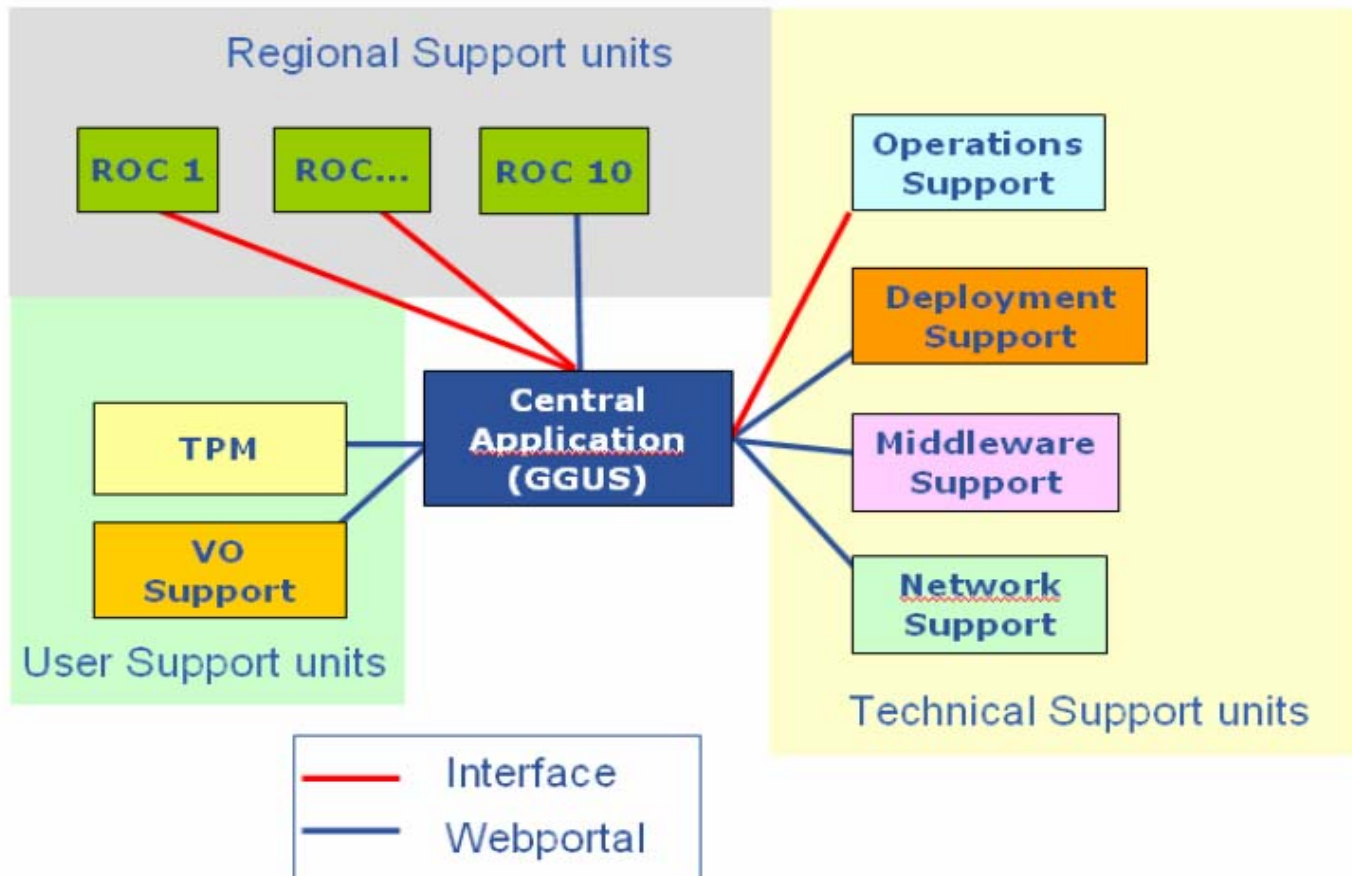 Regional Support units
ROC 1
ROC...
ROC 10
Operations
Support
Deployment
Support
Central
Application
(GGUS)
TPM
Middleware
Support
VO
Support
Network
Support
User Support units
Technical Support units
Interface
Webportal